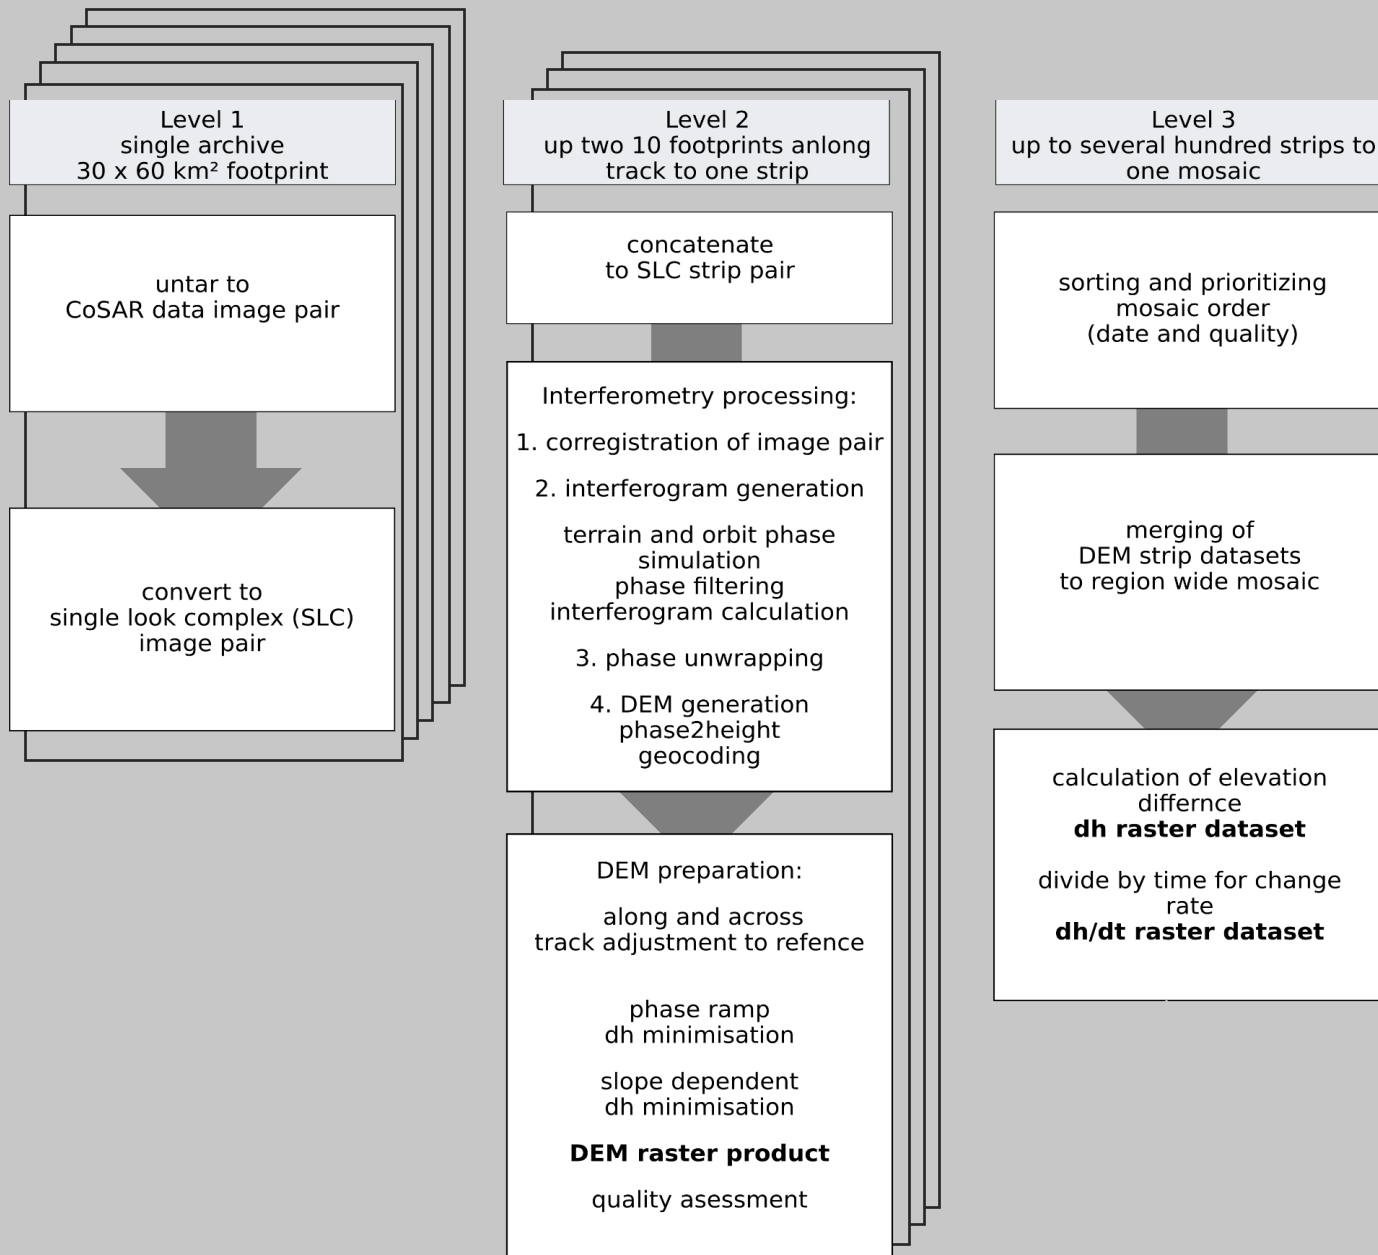 Level 1
single archive
30 x 60 km² footprint
untar to
CoSAR data image pair
convert to
single look complex (SLC)
image pair
Level 2
up two 10 footprints anlong
track to one strip
concatenate
to SLC strip pair
Interferometry processing:
1. corregistration of image pair
2. interferogram generation
terrain and orbit phase
simulation
phase filtering
interferogram calculation
3. phase unwrapping
4. DEM generation
phase2height
geocoding
DEM preparation:
along and across
track adjustment to refence
phase ramp
dh minimisation
slope dependent
dh minimisation
DEM raster product
quality asessment
Level 3
up to several hundred strips to
one mosaic
sorting and prioritizing
mosaic order
(date and quality)
merging of
DEM strip datasets
to region wide mosaic
calculation of elevation
differnce
dh raster dataset
divide by time for change
rate
dh/dt raster dataset